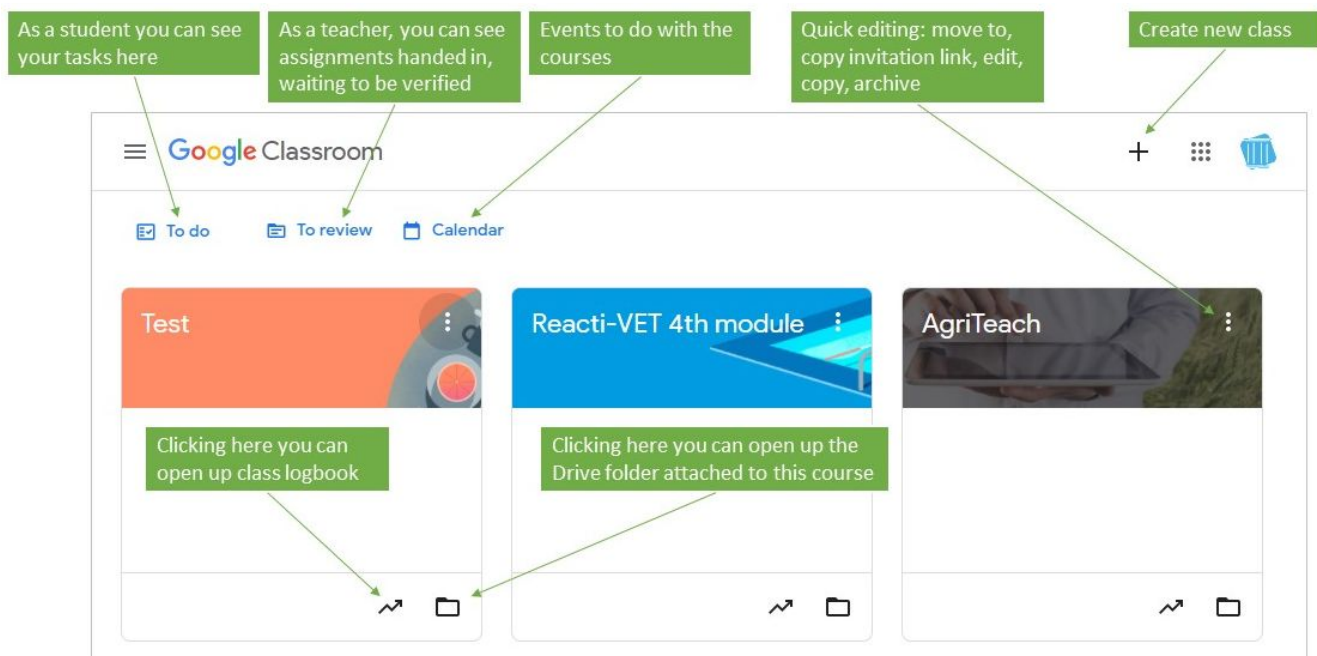 As a student you can see
your tasks here
As a teacher, you can see
assignments handed in,
waiting to be verified
Events to do with the
courses
Quick editing: move to,
copy invitation link, edit,
copy, archive
Create new class
Google Classroom
To do
To review
Calendar
Test
Reacti-VET 4th module
AgriTeach
Clicking here you can
open up class logbook
Clicking here you can open up the
Drive folder attached to this course